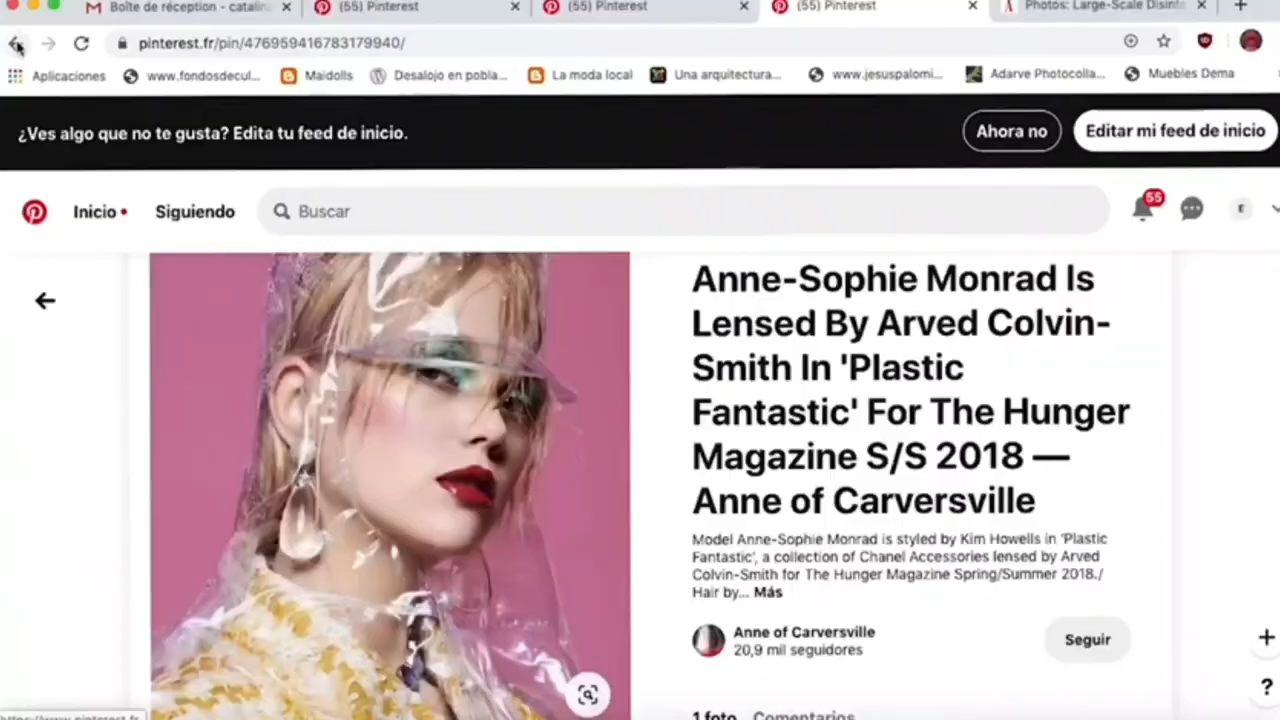 Boîte de réception - catalin
(55) Pinterest
(55) Pinterest
(55) Pinterest
Photos: Large-Scale Disinf
pinterest.fr/pin/476959416783179940/
Aplicaciones
www.fondosdecul...
Maidolls
Desalojo en pobla...
La moda local
Una arquitectura...
www.jesuspalomi...
Adarve Photocolla...
Muebles Dema
¿Ves algo que no te gusta? Edita tu feed de inicio.
Ahora no
Editar mi feed de inicio
Inicio
Siguiendo
Buscar
55
E
Anne-Sophie Monrad Is
Lensed By Arved Colvin-
Smith In 'Plastic
Fantastic' For The Hunger
Magazine S/S 2018 —
Anne of Carversville
Model Anne-Sophie Monrad is styled by Kim Howells in 'Plastic
Fantastic', a collection of Chanel Accessories lensed by Arved
Colvin-Smith for The Hunger Magazine Spring/Summer 2018./
Hair by... Más
Anne of Carversville
20,9 mil seguidores
Seguir
?
1 foto Comentarios
https://www.pinterest.fr